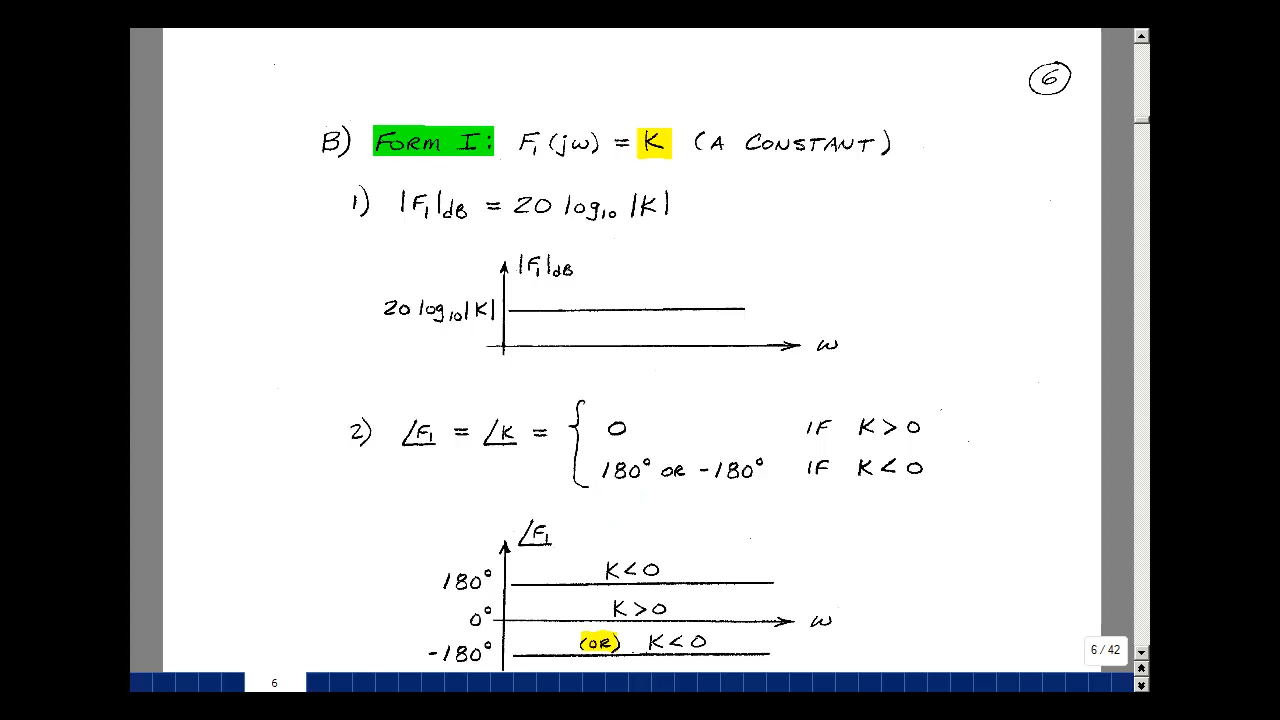 6
B) FORM I: F₁(jω) = K (A CONSTANT)
1) |F₁|dB = 20 log₁₀ |K|
|F₁|dB
20 log₁₀|K|
ω
2) ∠F₁ = ∠K = { 0 IF K > 0
180° OR -180° IF K < 0
∠F₁
180° K<0
0° K>0 ω
-180° (OR) K<0
6 / 42
6